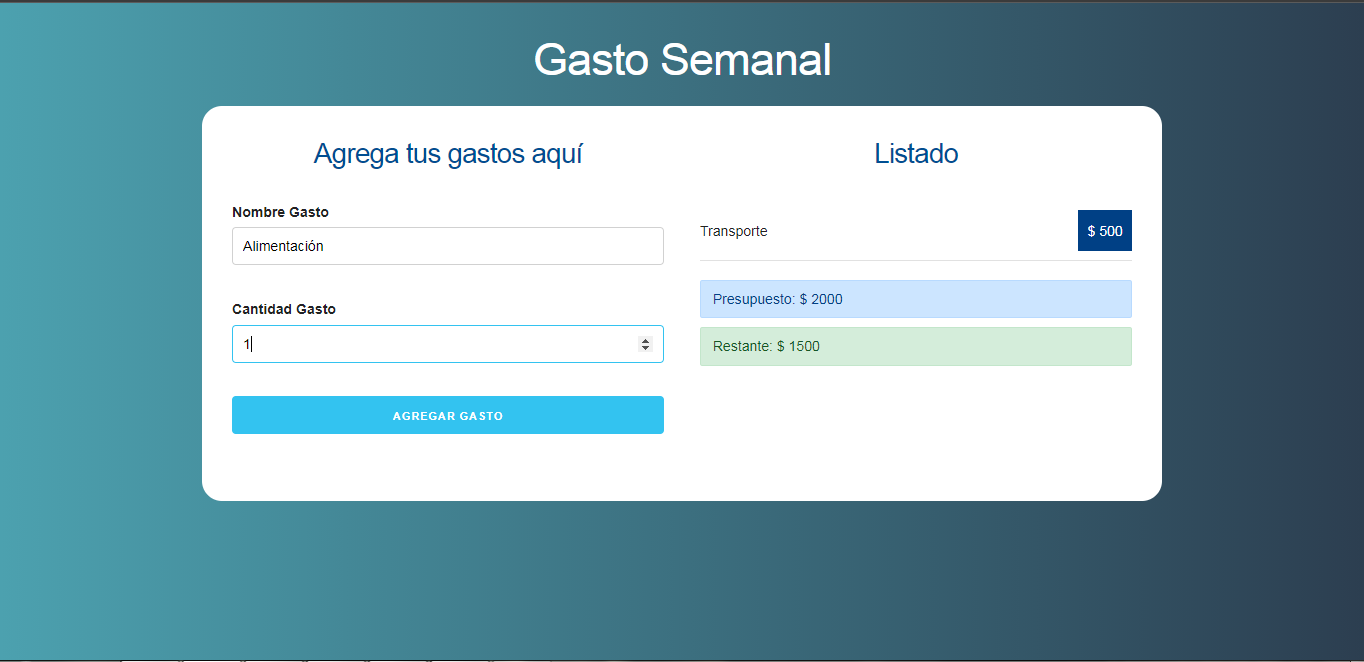 Gasto Semanal
Agrega tus gastos aquí
Nombre Gasto
Alimentación
Cantidad Gasto
1
AGREGAR GASTO
Listado
Transporte
$ 500
Presupuesto: $ 2000
Restante: $ 1500